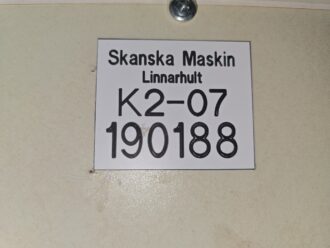 Skanska Maskin
Linnarhult
K2-07
190188